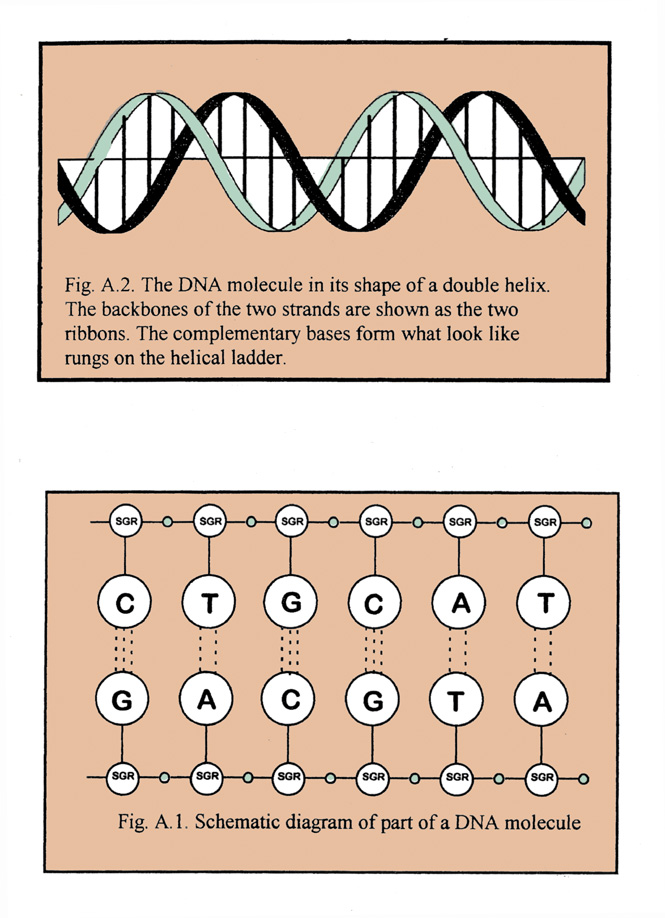 Fig. A.2. The DNA molecule in its shape of a double helix.
The backbones of the two strands are shown as the two
ribbons. The complementary bases form what look like
rungs on the helical ladder.
SGR SGR SGR SGR SGR SGR
C T G C A T
G A C G T A
SGR SGR SGR SGR SGR SGR
Fig. A.1. Schematic diagram of part of a DNA molecule